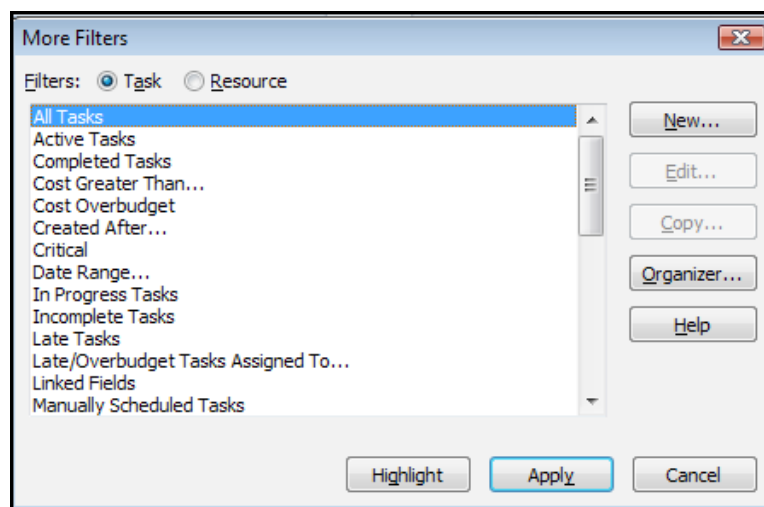 More Filters
Filters: Task Resource
All Tasks
Active Tasks
Completed Tasks
Cost Greater Than...
Cost Overbudget
Created After...
Critical
Date Range...
In Progress Tasks
Incomplete Tasks
Late Tasks
Late/Overbudget Tasks Assigned To...
Linked Fields
Manually Scheduled Tasks
New...
Edit...
Copy...
Organizer...
Help
Highlight Apply Cancel